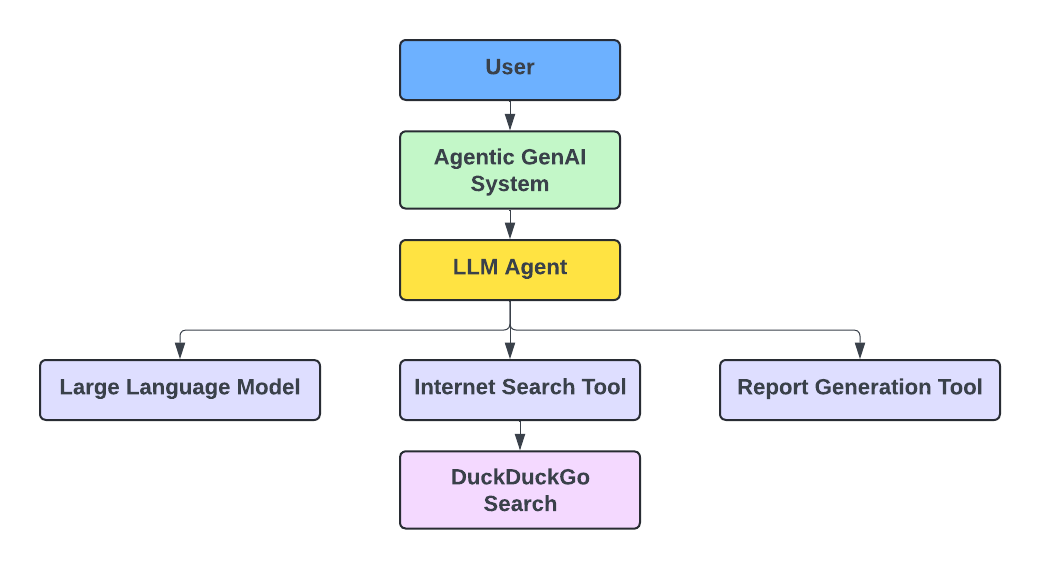 User
Agentic GenAI
System
LLM Agent
Large Language Model
Internet Search Tool
Report Generation Tool
DuckDuckGo
Search